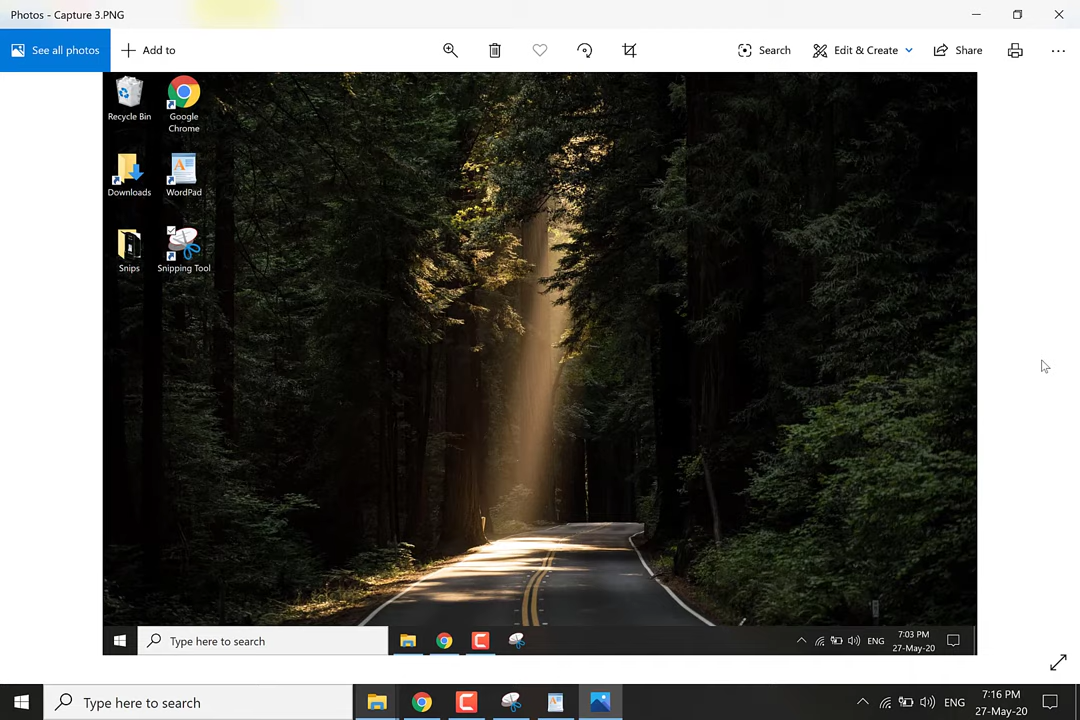 Photos - Capture 3.PNG
See all photos
Add to
Search
Edit & Create
Share
Recycle Bin
Google
Chrome
Downloads
WordPad
Snips
Snipping Tool
Type here to search
ENG
7:03 PM
27-May-20
Type here to search
ENG
7:16 PM
27-May-20